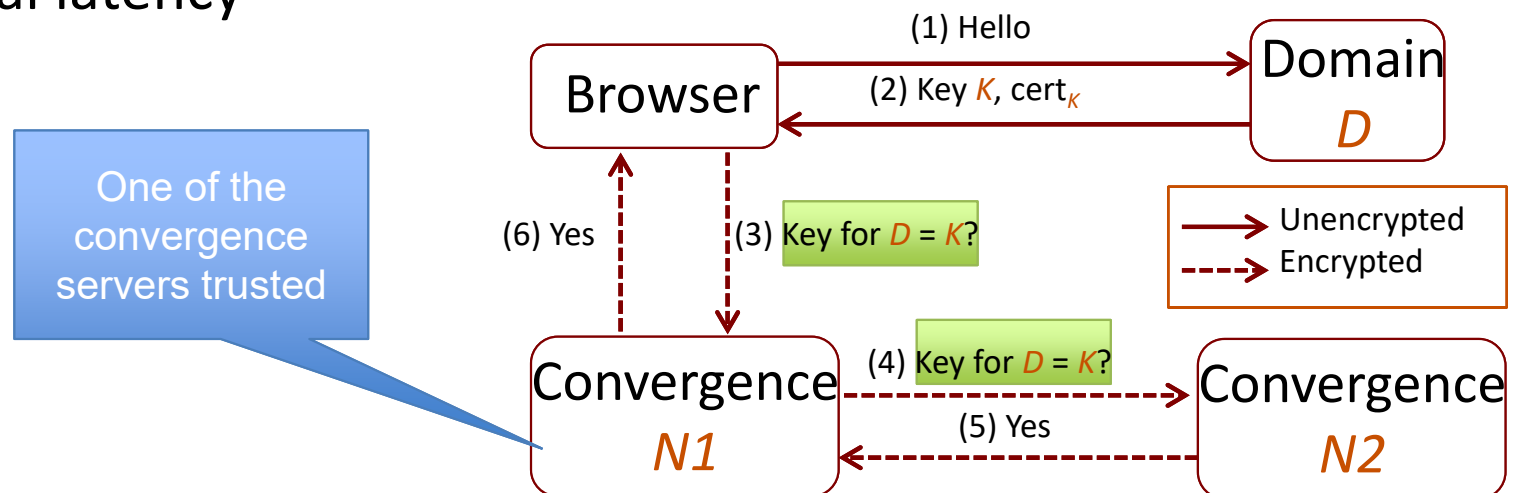 latency
(1) Hello
Browser
Domain
D
(2) Key K, certK
One of the
convergence
servers trusted
(6) Yes
(3) Key for D = K?
Unencrypted
Encrypted
Convergence
N1
(4) Key for D = K?
(5) Yes
Convergence
N2